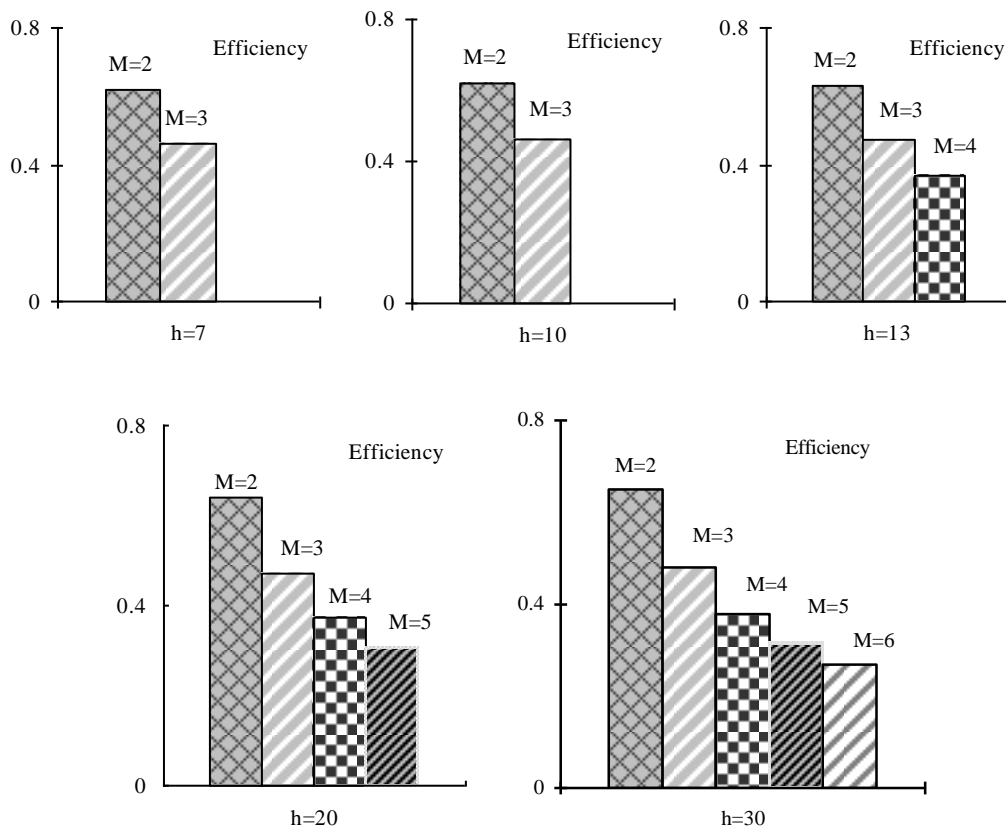 0.8
Efficiency
M=2
M=3
0.4
0
h=7
0.8
Efficiency
M=2
M=3
0.4
0
h=10
0.8
Efficiency
M=2
M=3
M=4
0.4
0
h=13
0.8
Efficiency
M=2
M=3
M=4
M=5
0.4
0
h=20
0.8
Efficiency
M=2
M=3
M=4
M=5
M=6
0.4
0
h=30